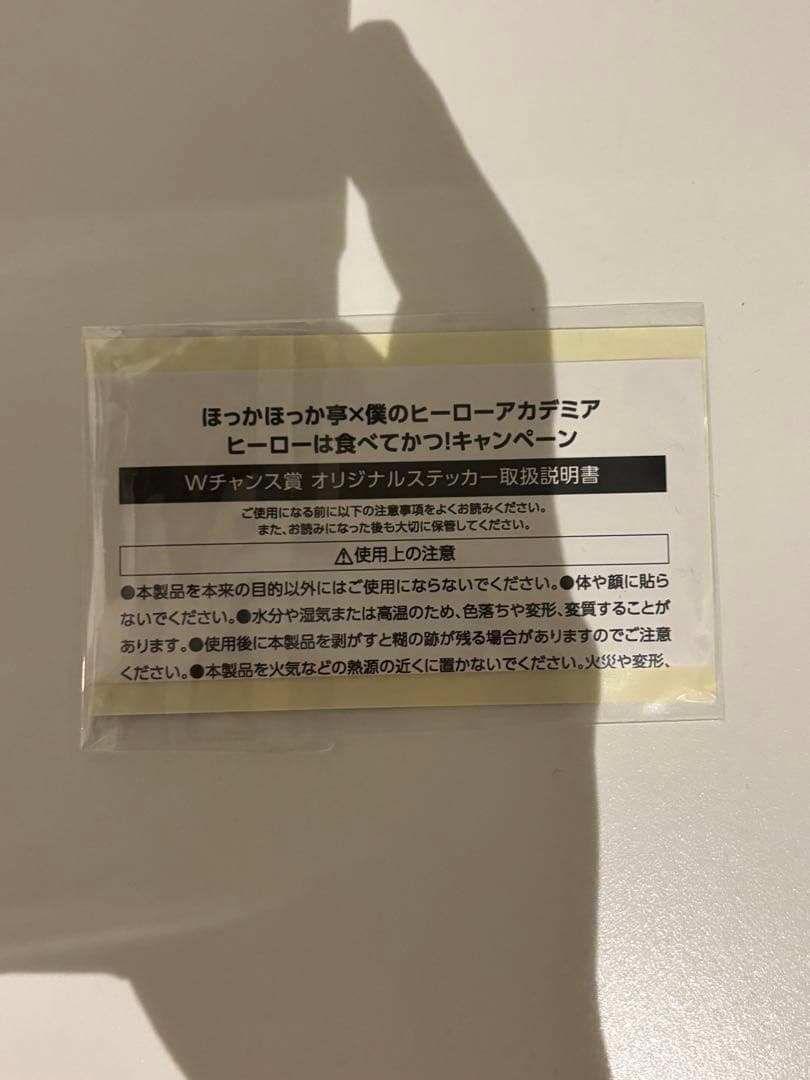 ほっかほっか亭×僕のヒーローアカデミア
ヒーローは食べてかつ!キャンペーン
Wチャンス賞 オリジナルステッカー取扱説明書
ご使用になる前に以下の注意事項をよくお読みください。
また、お読みになった後も大切に保管してください。
⚠使用上の注意
●本製品を本来の目的以外にはご使用にならないでください。●体や顔に貼ら
ないでください。●水分や湿気または高温のため、色落ちや変形、変質することが
あります。●使用後に本製品を剥がすと糊の跡が残る場合がありますのでご注意
ください。●本製品を火気などの熱源の近くに置かないでください。火災や変形、